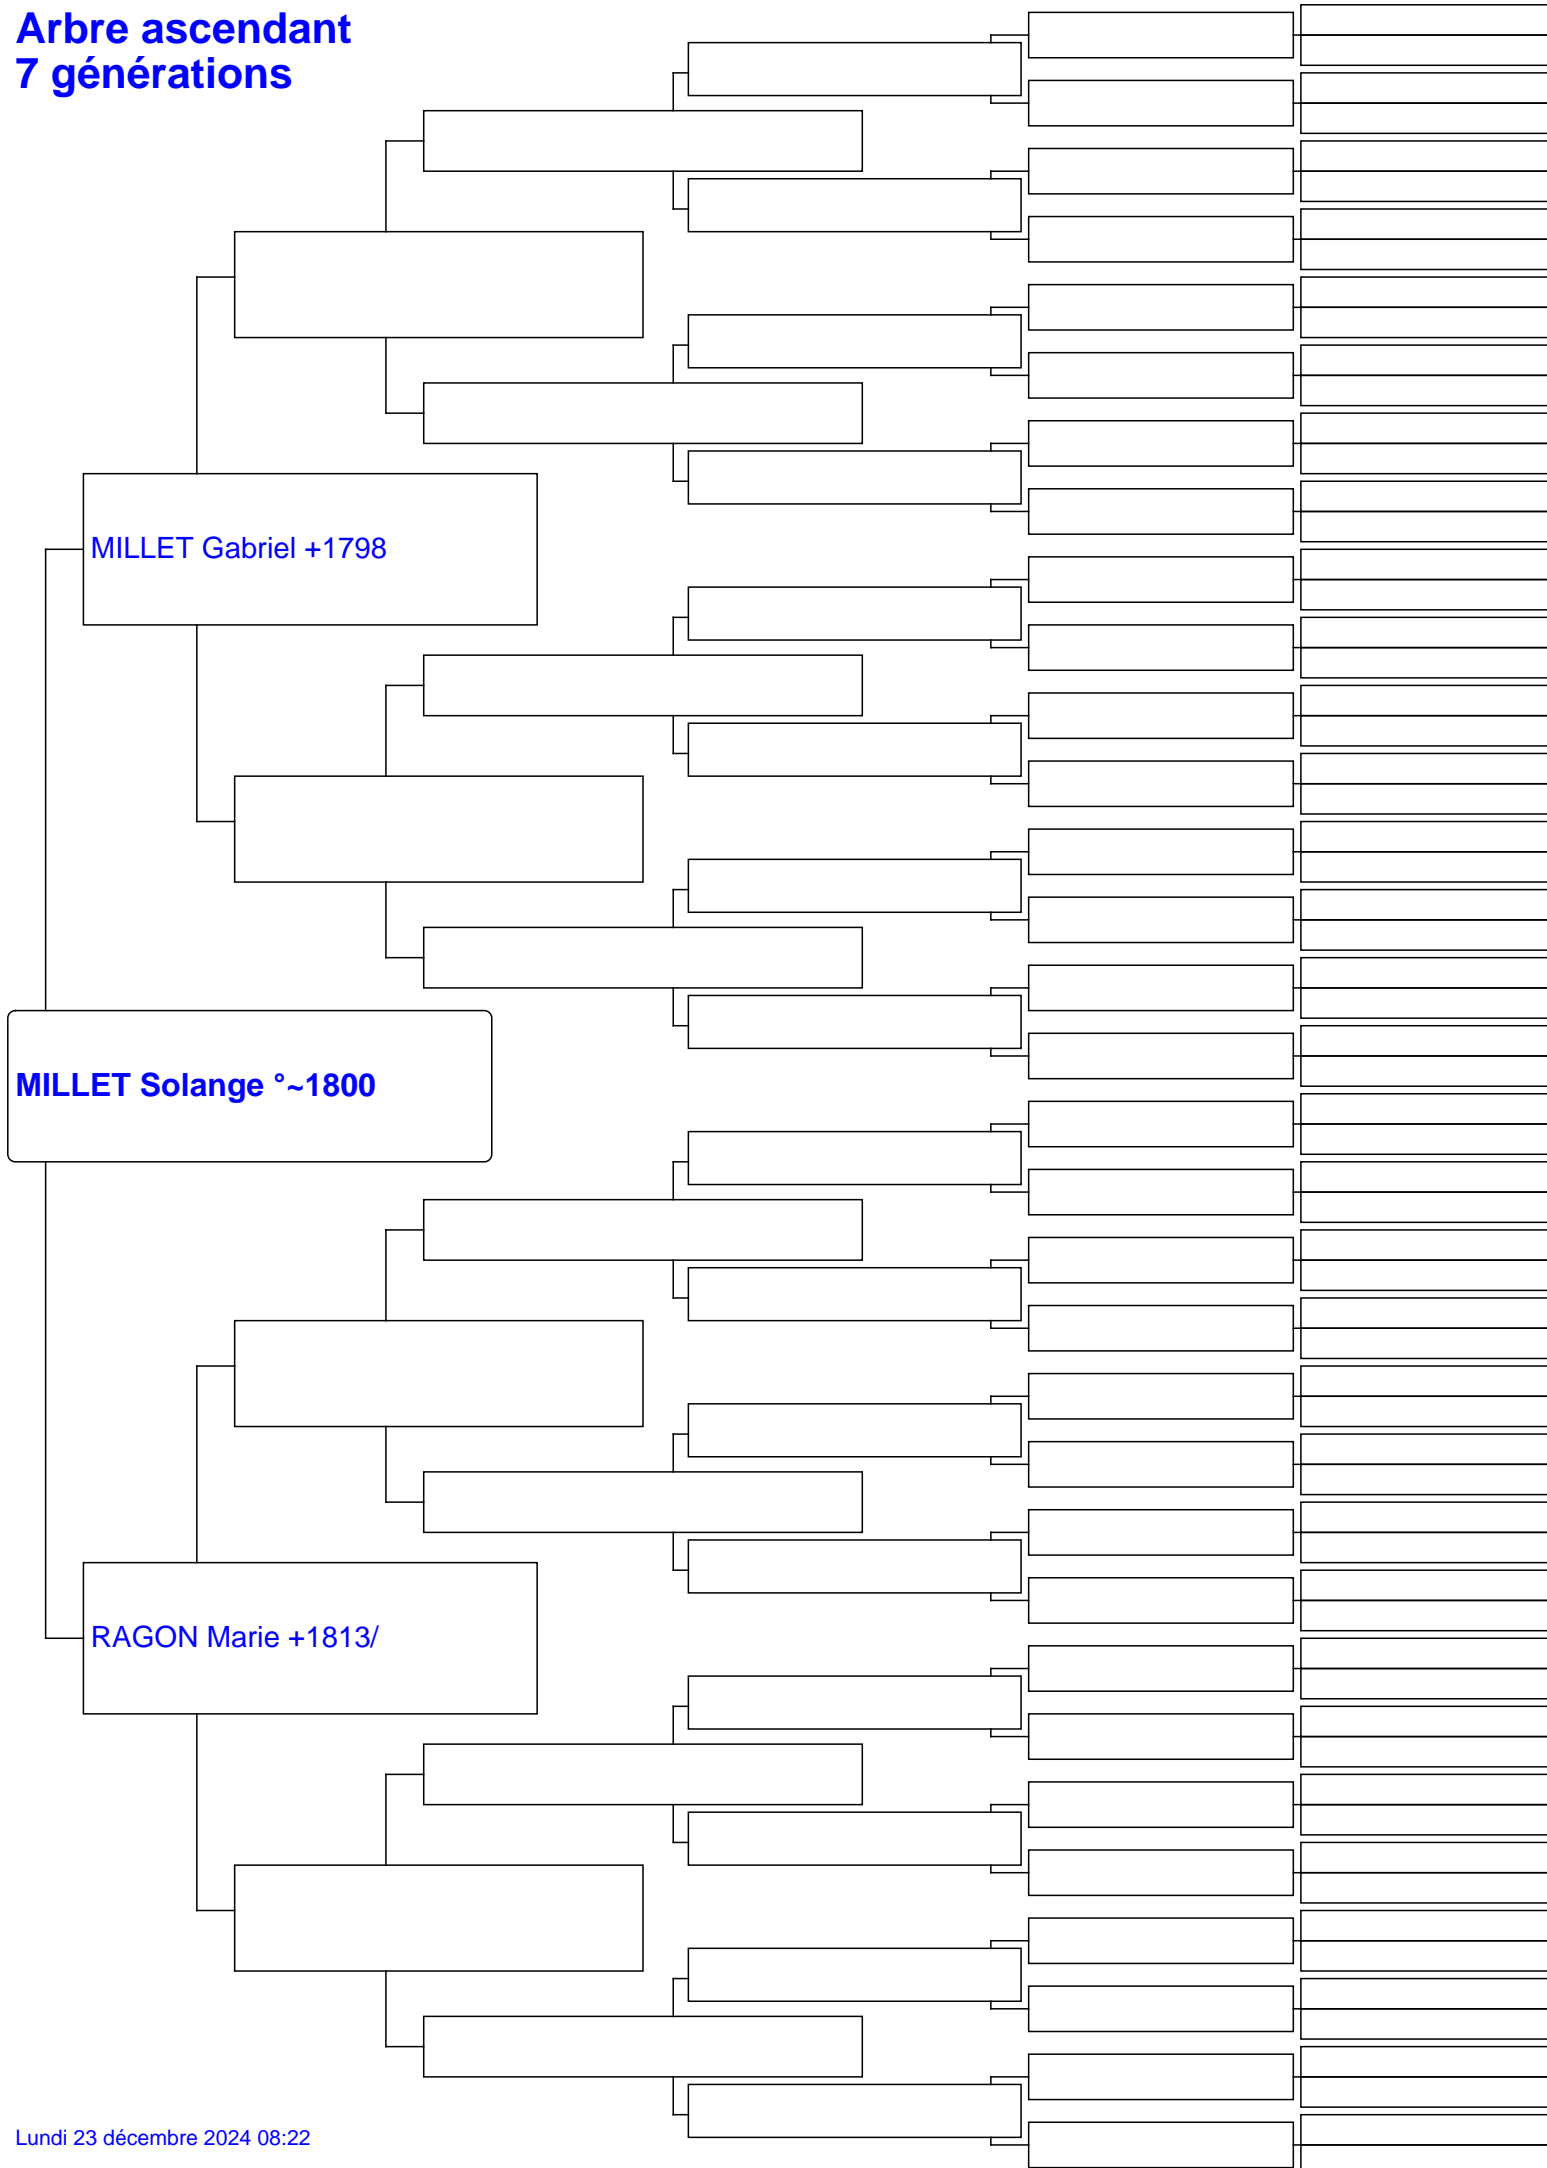 Arbre ascendant
7 générations
MILLET Gabriel +1798
MILLET Solange °~1800
RAGON Marie +1813/
Lundi 23 décembre 2024 08:22